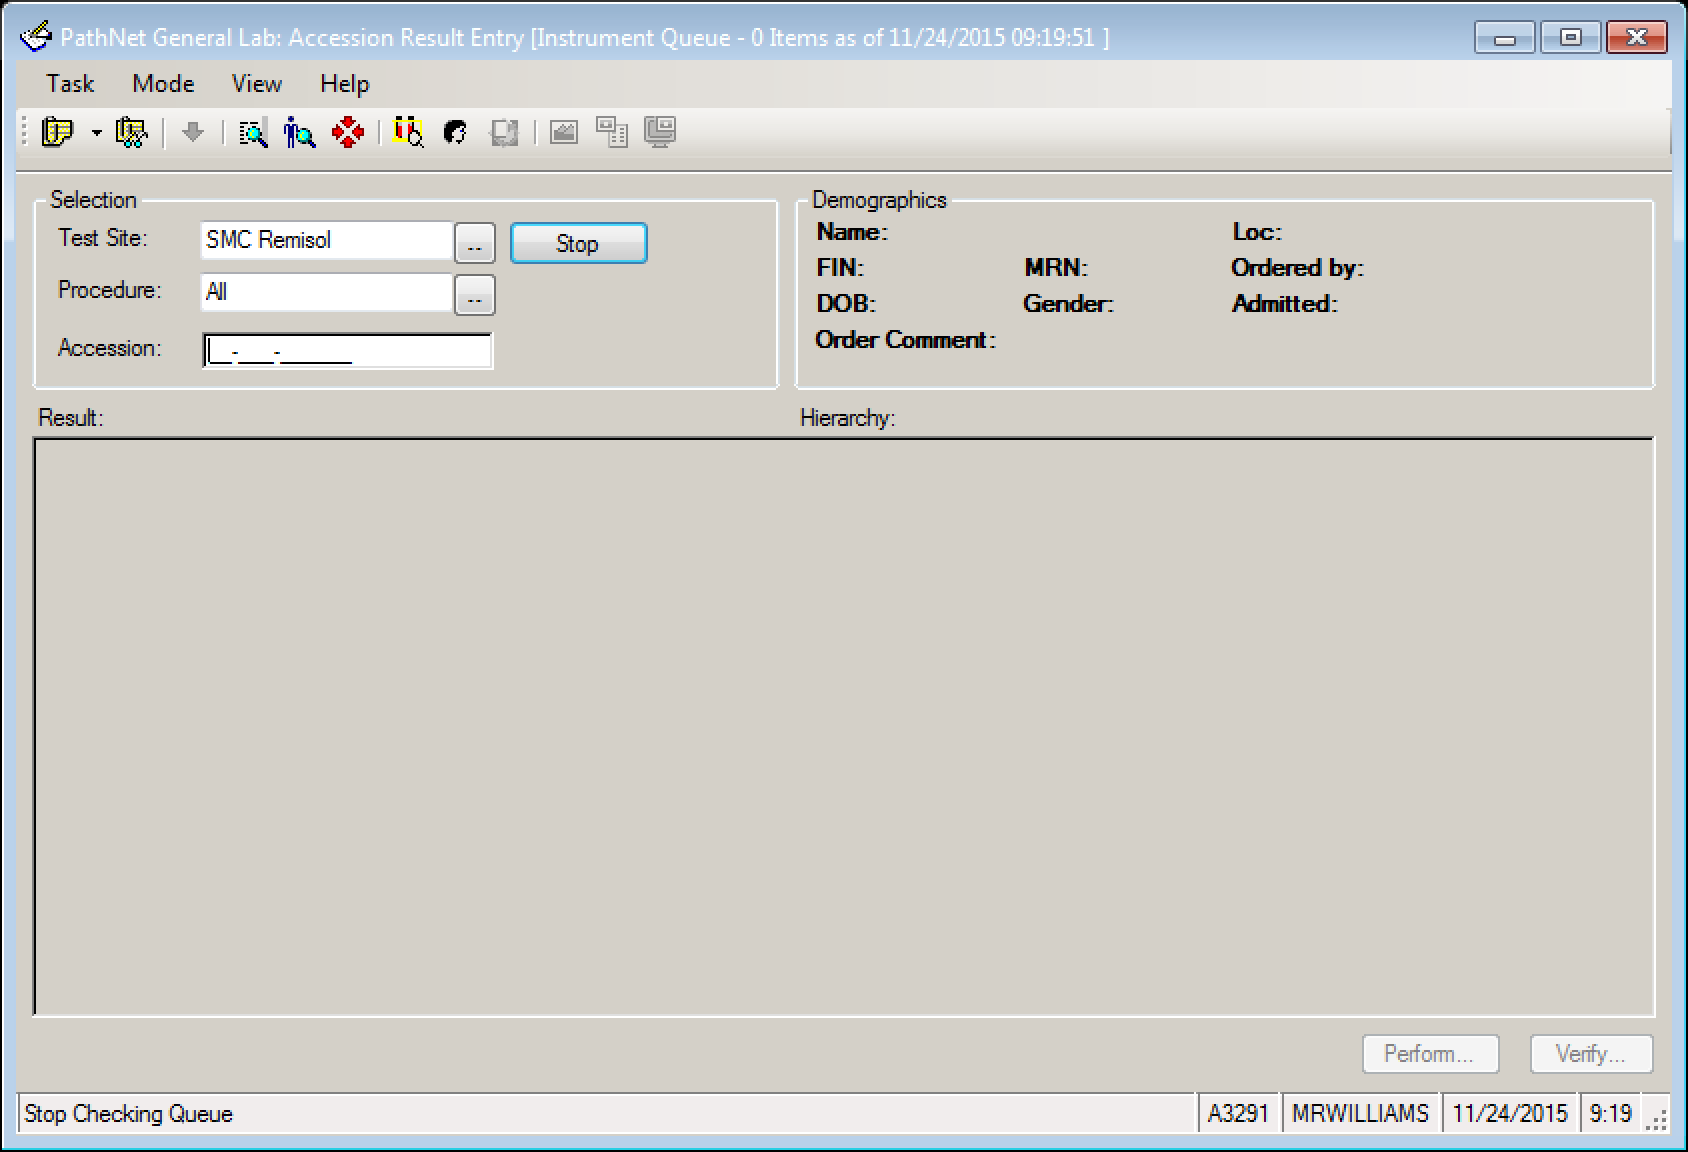 PathNet General Lab: Accession Result Entry [Instrument Queue - 0 Items as of 11/24/2015 09:19:51 ]
Task Mode View Help
Selection
Test Site: SMC Remisol .. Stop
Procedure: All ..
Accession: __-___-______
Demographics
Name: Loc:
FIN: MRN: Ordered by:
DOB: Gender: Admitted:
Order Comment:
Result: Hierarchy:
Perform... Verify...
Stop Checking Queue A3291 MRWILLIAMS 11/24/2015 9:19